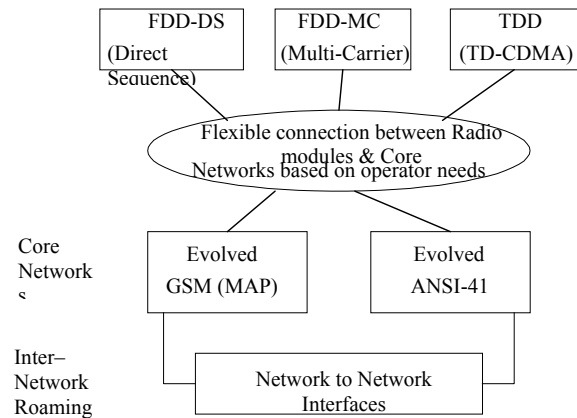 FDD-DS
(Direct
Sequence)
FDD-MC
(Multi-Carrier)
TDD
(TD-CDMA)
Flexible connection between Radio
modules & Core
Networks based on operator needs
Core
Network
s
Evolved
GSM (MAP)
Evolved
ANSI-41
Inter–
Network
Roaming
Network to Network
Interfaces